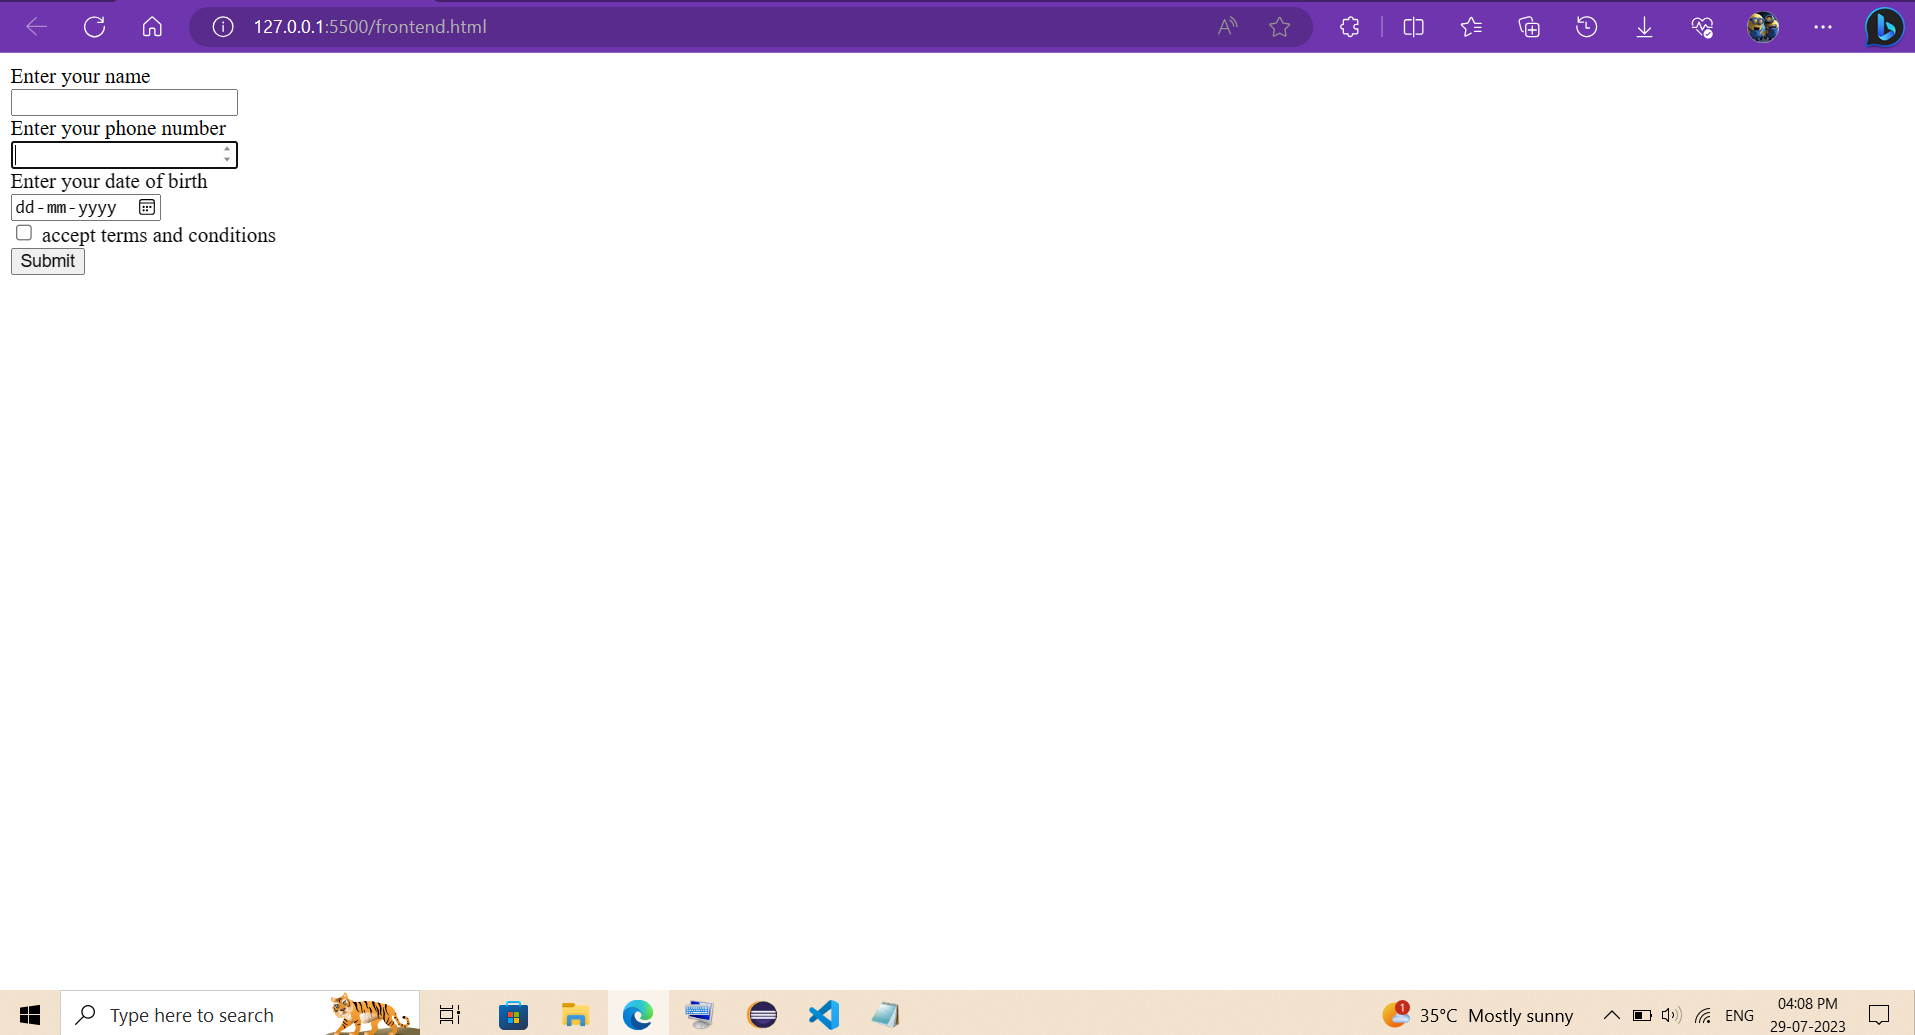 127.0.0.1:5500/frontend.html
Enter your name
Enter your phone number
Enter your date of birth
dd-mm-yyyy
accept terms and conditions
Submit
Type here to search
1
35°C Mostly sunny
ENG
04:08 PM
29-07-2023